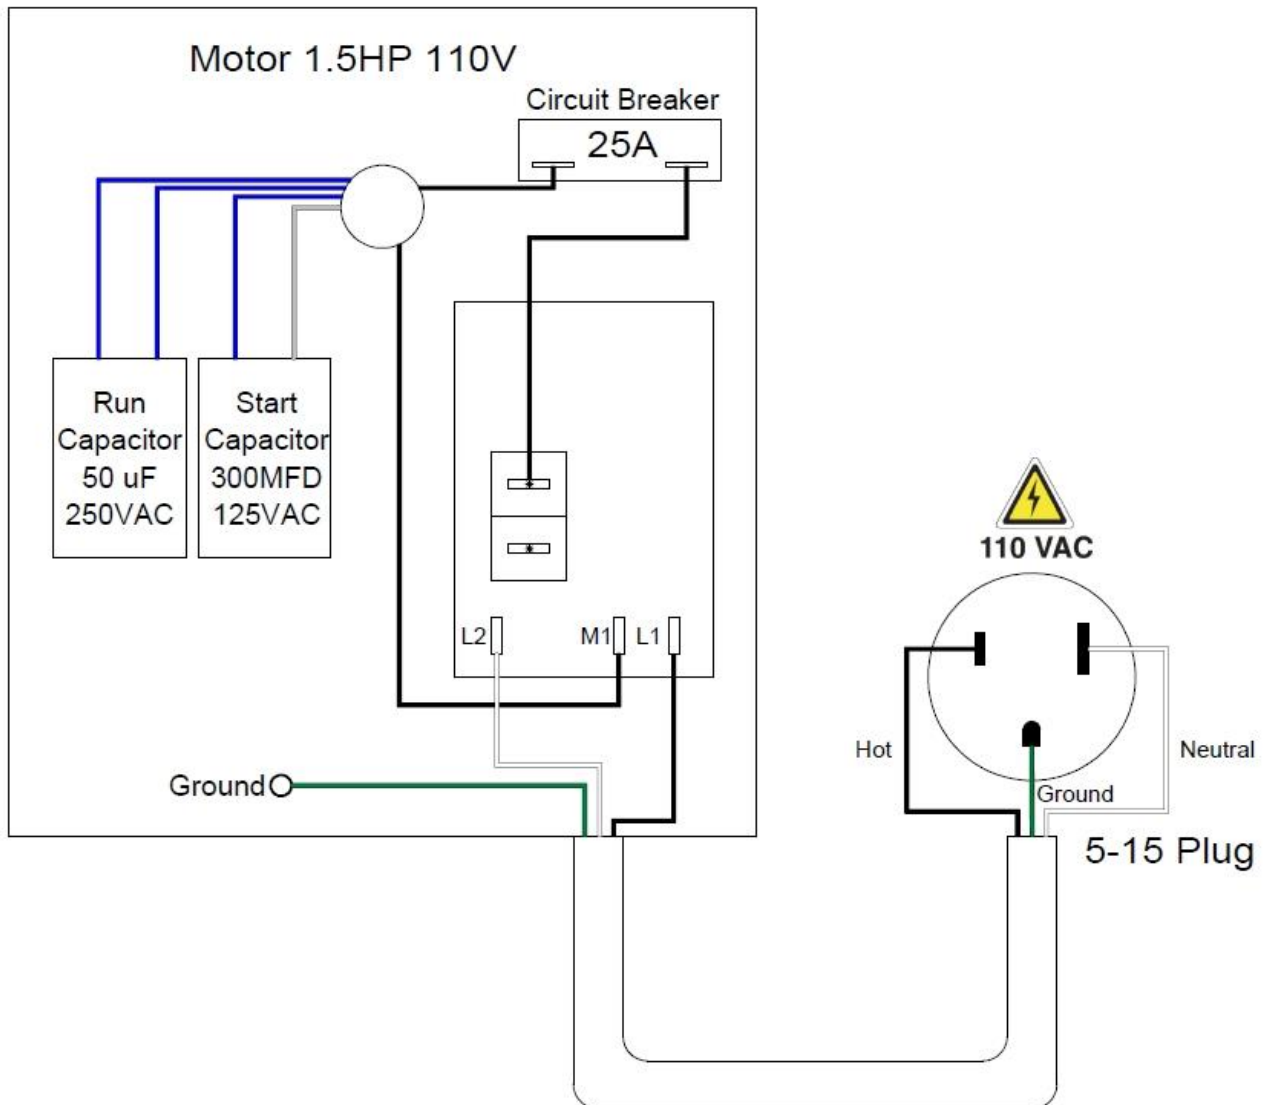 Motor 1.5HP 110V
Circuit Breaker
25A
Run
Capacitor
50 uF
250VAC
Start
Capacitor
300MFD
125VAC
L2
M1
L1
Ground
110 VAC
Hot
Neutral
Ground
5-15 Plug